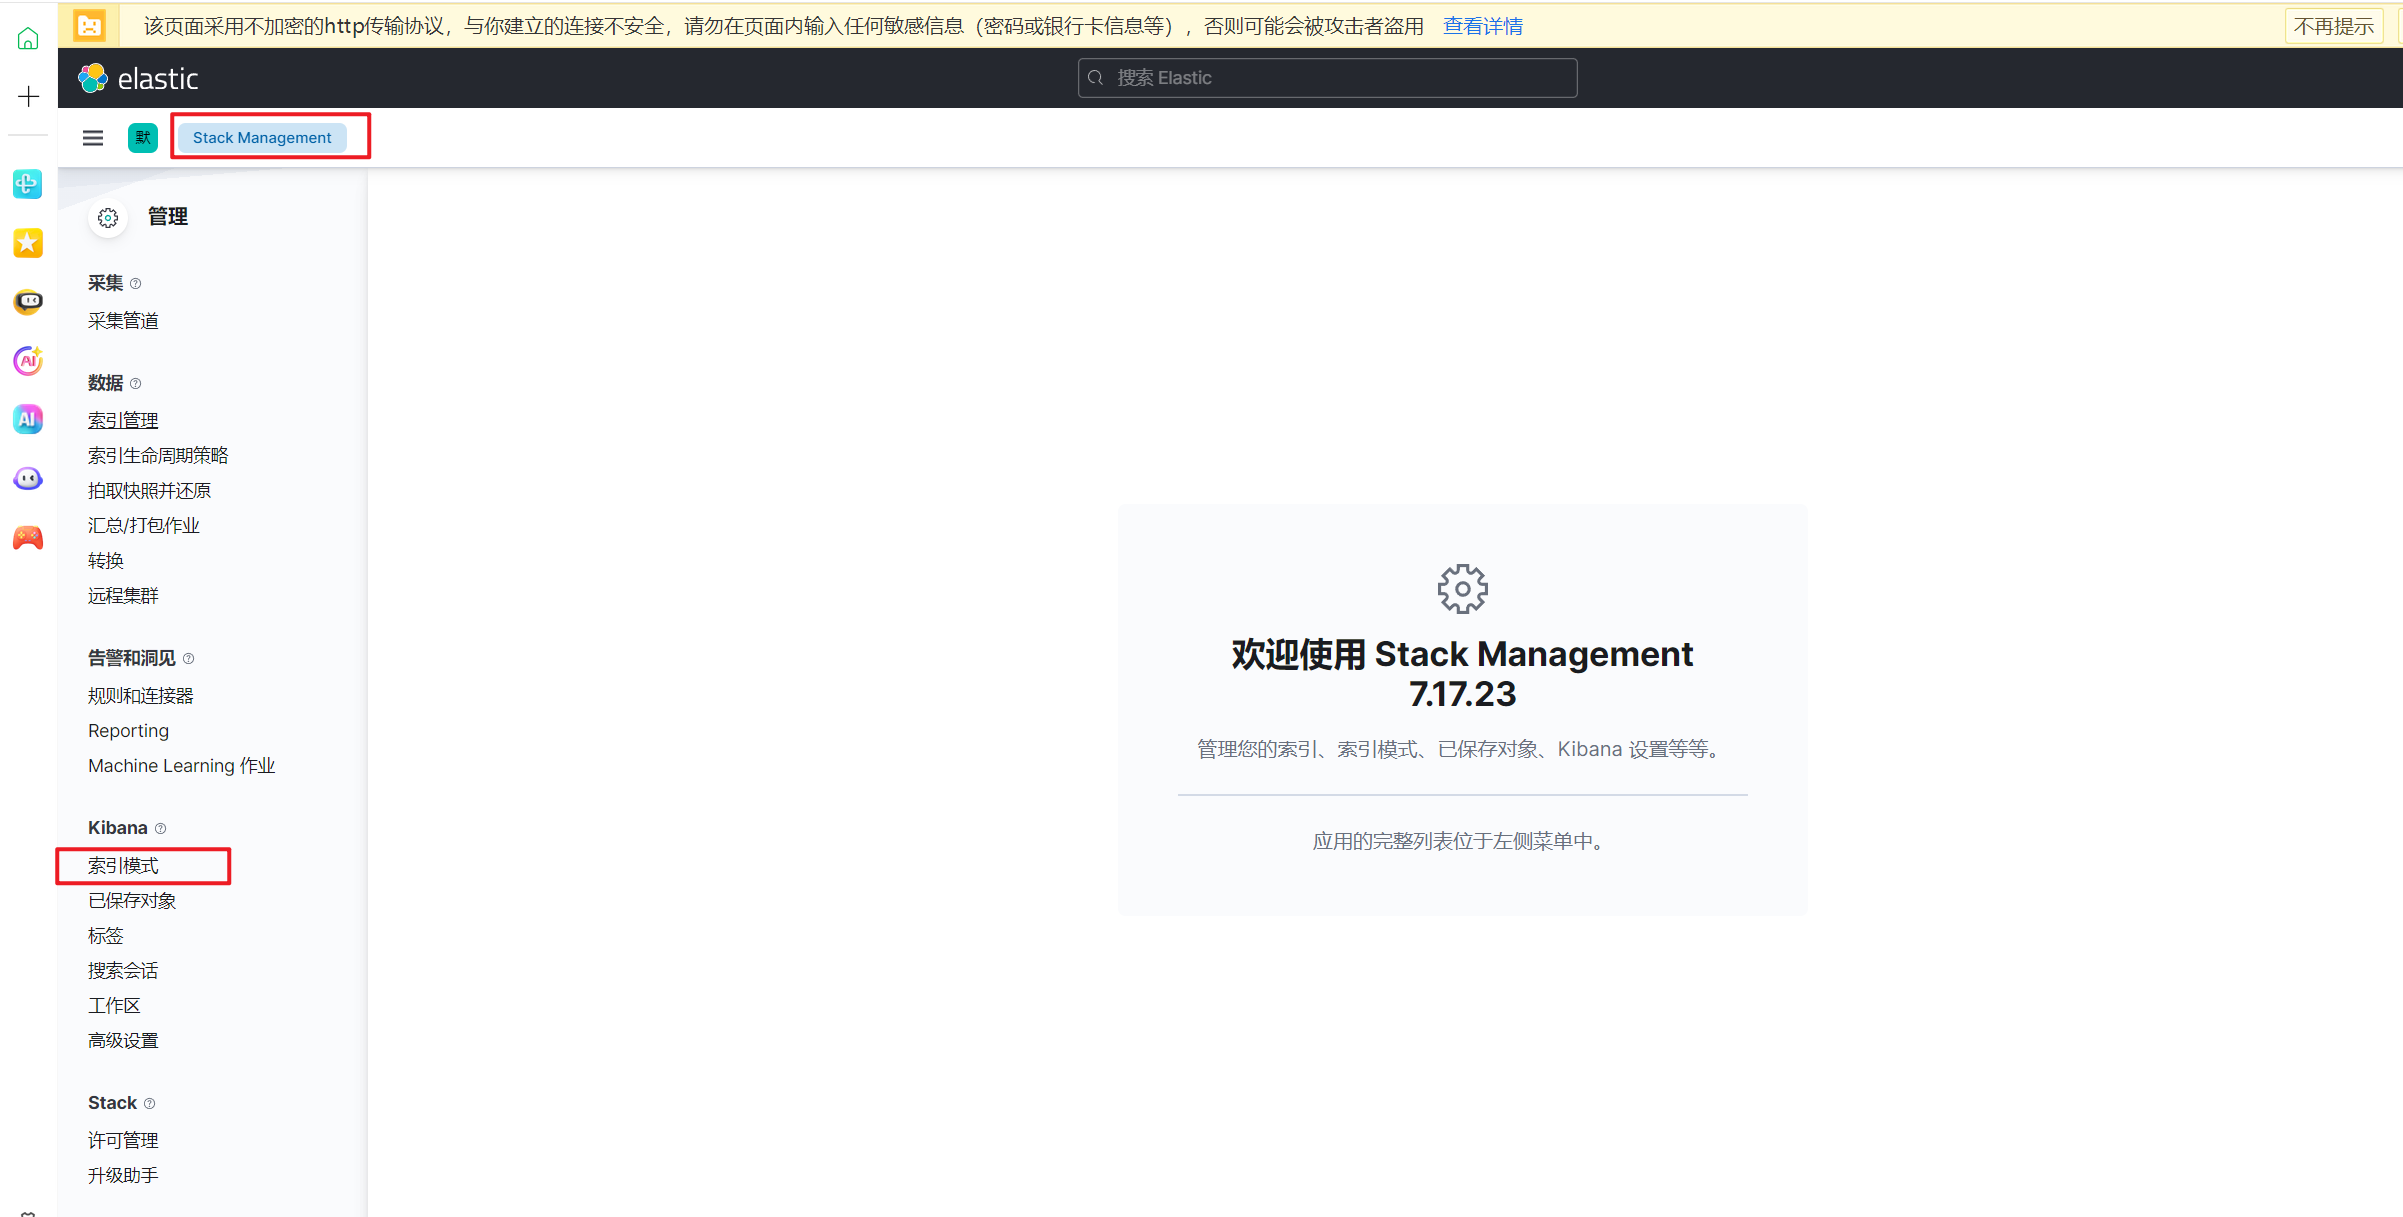 该页面采用不加密的http传输协议，与你建立的连接不安全，请勿在页面内输入任何敏感信息（密码或银行卡信息等），否则可能会被攻击者盗用 查看详情 不再提示
elastic 搜索 Elastic
默 Stack Management
管理
采集
采集管道
数据
索引管理
索引生命周期策略
拍取快照并还原
汇总/打包作业
转换
远程集群
告警和洞见
规则和连接器
Reporting
Machine Learning 作业
Kibana
索引模式
已保存对象
标签
搜索会话
工作区
高级设置
Stack
许可管理
升级助手
欢迎使用 Stack Management
7.17.23
管理您的索引、索引模式、已保存对象、Kibana 设置等等。
应用的完整列表位于左侧菜单中。
AI
AI